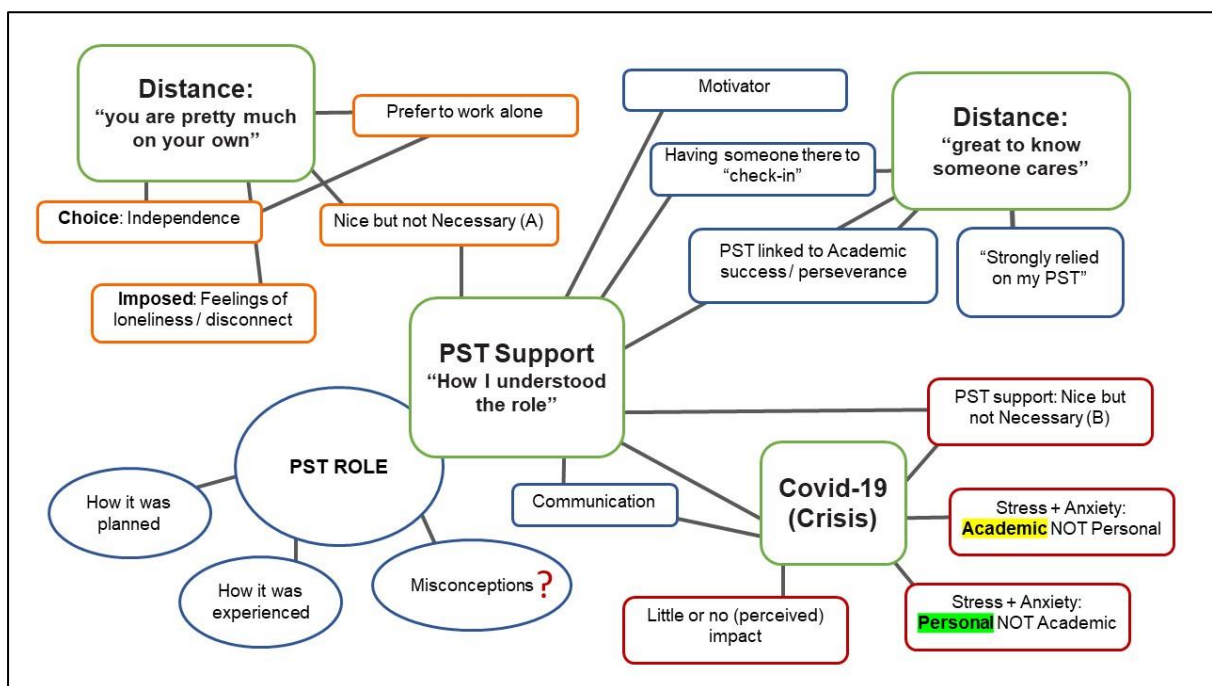 Distance:
“you are pretty much
on your own”
Prefer to work alone
Choice: Independence
Nice but not Necessary (A)
Imposed: Feelings of
loneliness / disconnect
Motivator
Having someone there to
“check-in”
Distance:
“great to know
someone cares”
PST linked to Academic
success / perseverance
“Strongly relied
on my PST”
PST Support
“How I understood
the role”
PST ROLE
How it was
planned
How it was
experienced
Misconceptions?
Communication
Covid-19
(Crisis)
PST support: Nice but
not Necessary (B)
Stress + Anxiety:
Academic NOT Personal
Stress + Anxiety:
Personal NOT Academic
Little or no (perceived)
impact